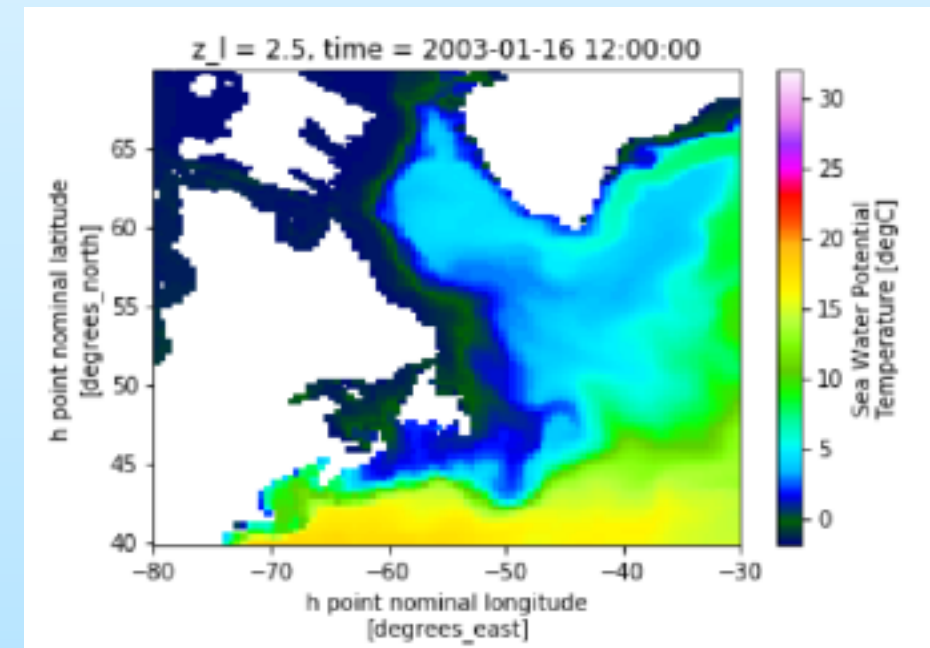 z_l = 2.5, time = 2003-01-16 12:00:00
65
60
55
50
45
40
−80
−70
−60
−50
−40
−30
h point nominal latitude
[degrees_north]
h point nominal longitude
[degrees_east]
30
25
20
15
10
5
0
Sea Water Potential
Temperature [degC]